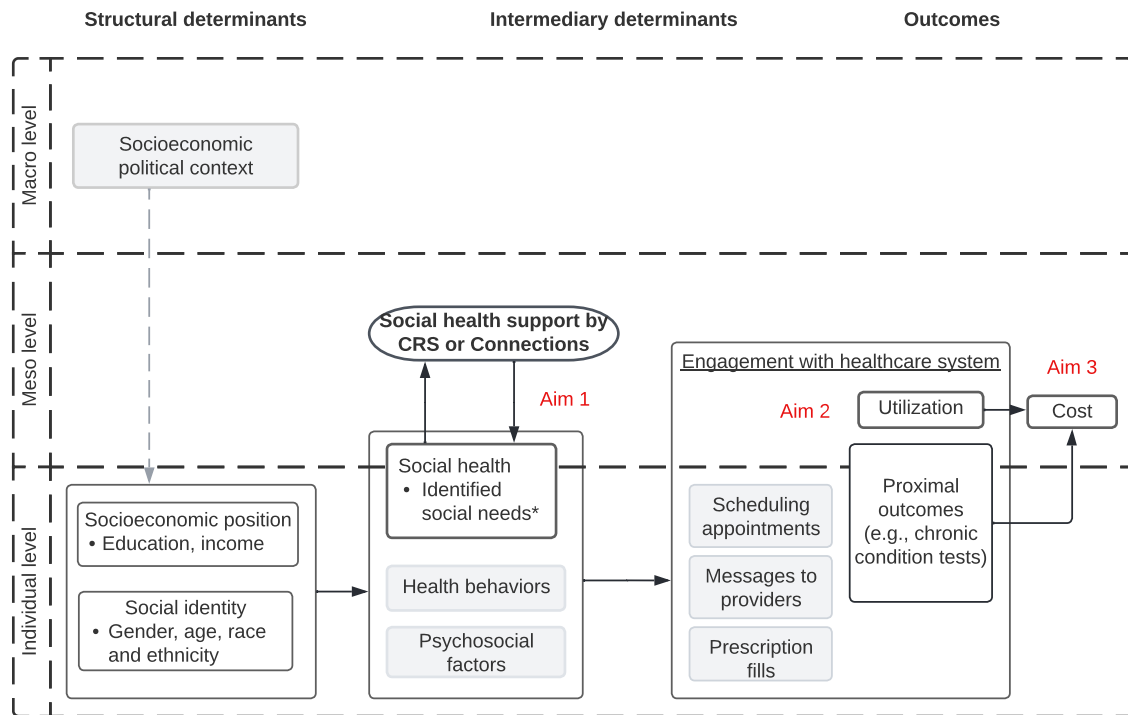 Structural determinants
Intermediary determinants
Outcomes
Macro level
Socioeconomic
political context
Meso level
Social health support by
CRS or Connections
Aim 1
Engagement with healthcare system
Aim 2
Utilization
Aim 3
Cost
Individual level
Socioeconomic position
• Education, income
Social identity
• Gender, age, race
and ethnicity
Social health
• Identified
social needs*
Health behaviors
Psychosocial
factors
Scheduling
appointments
Messages to
providers
Prescription
fills
Proximal
outcomes
(e.g., chronic
condition tests)